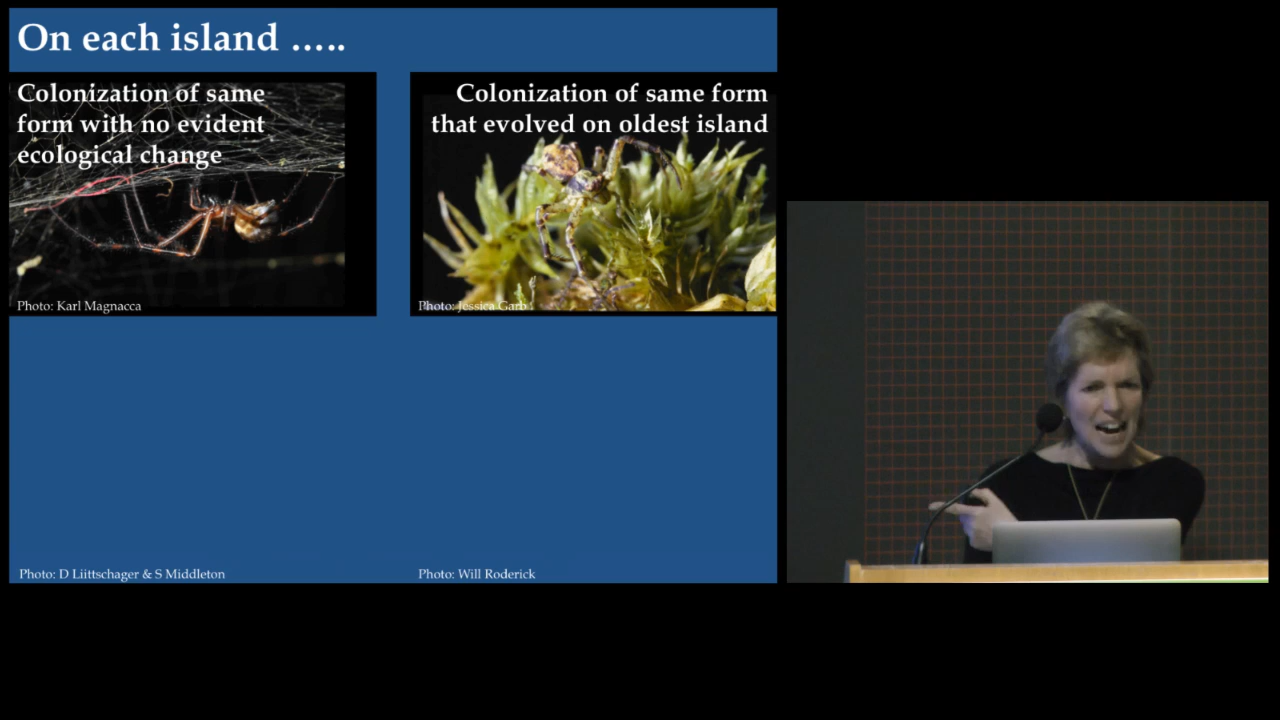 On each island .....
Colonization of same
form with no evident
ecological change
Photo: Karl Magnacca
Colonization of same form
that evolved on oldest island
Photo: Jessica Garb
Photo: D Liittschager & S Middleton
Photo: Will Roderick